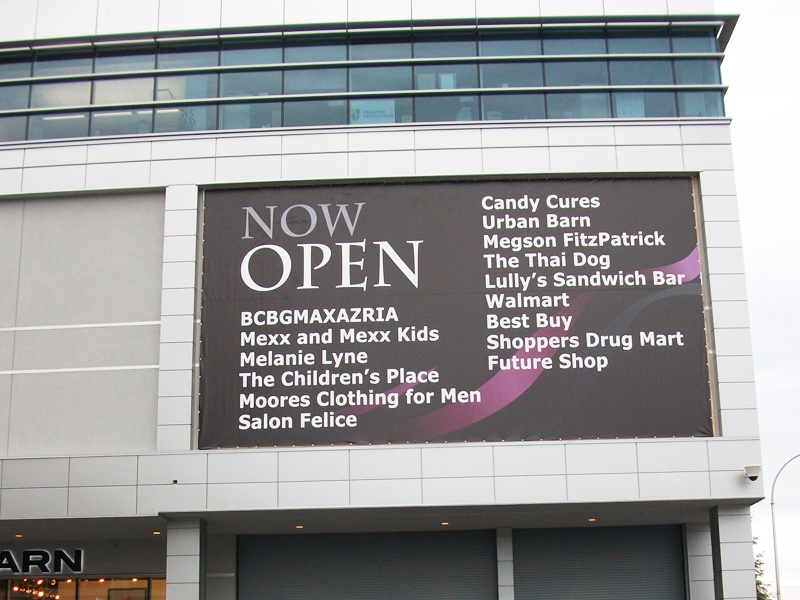 NOW
OPEN
BCBGMAXAZRIA
Mexx and Mexx Kids
Melanie Lyne
The Children's Place
Moores Clothing for Men
Salon Felice
Candy Cures
Urban Barn
Megson FitzPatrick
The Thai Dog
Lully's Sandwich Bar
Walmart
Best Buy
Shoppers Drug Mart
Future Shop
ARN